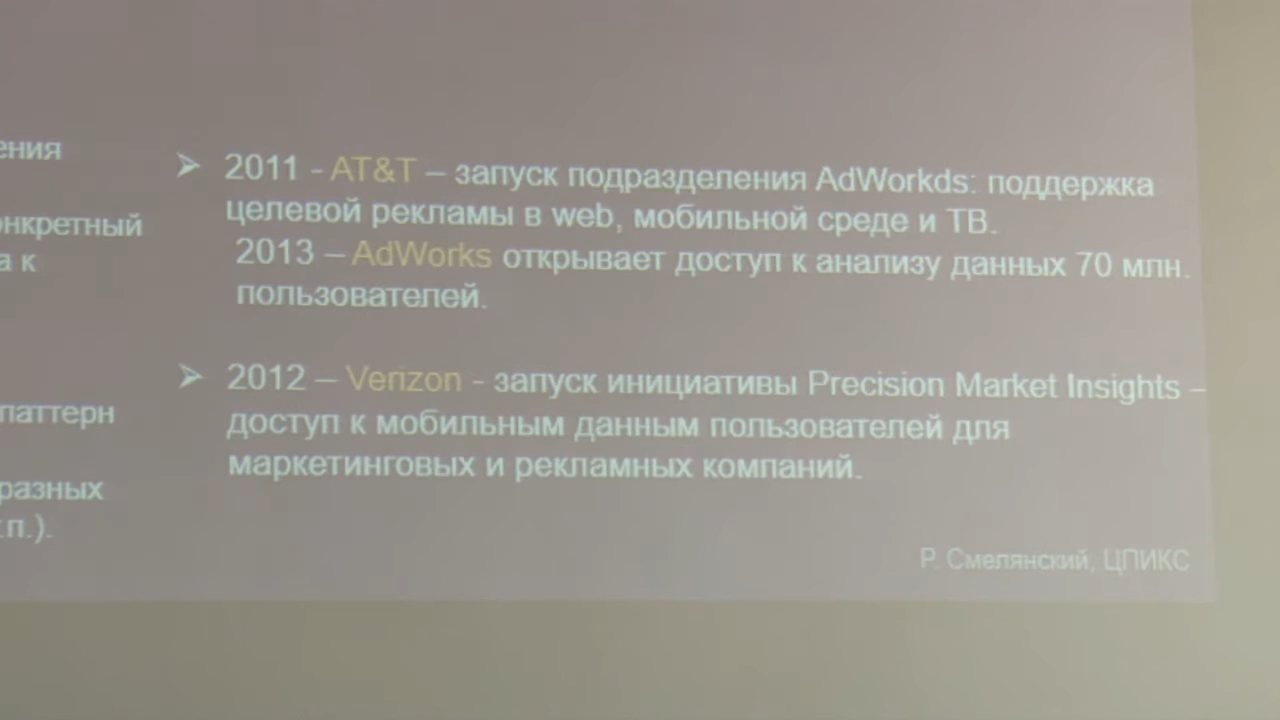 ения
онкретный
а к
паттерн
разных
.п.).
➢ 2011 - AT&T – запуск подразделения AdWorkds: поддержка
целевой рекламы в web, мобильной среде и ТВ.
2013 – AdWorks открывает доступ к анализу данных 70 млн.
пользователей.
➢ 2012 – Verizon - запуск инициативы Precision Market Insights –
доступ к мобильным данным пользователей для
маркетинговых и рекламных компаний.
Р. Смелянский, ЦПИКС